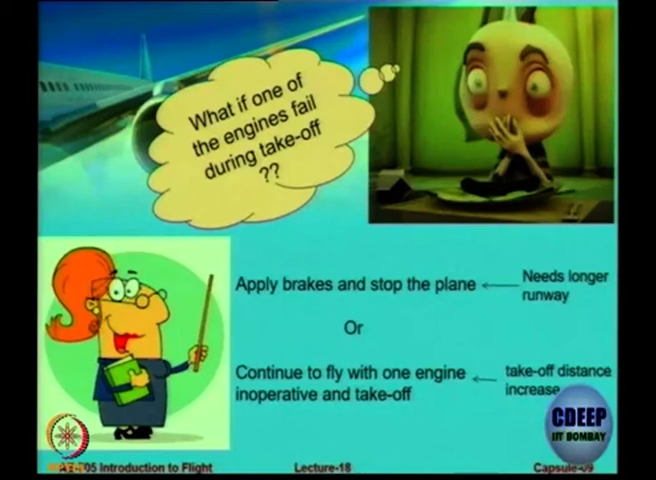 What if one of
the engines fail
during take-off
??
Apply brakes and stop the plane
Needs longer
runway
Or
Continue to fly with one engine
inoperative and take-off
take-off distance
increase
CDEEP
IIT BOMBAY
Introduction to Flight
Lecture-18
Capsule-09